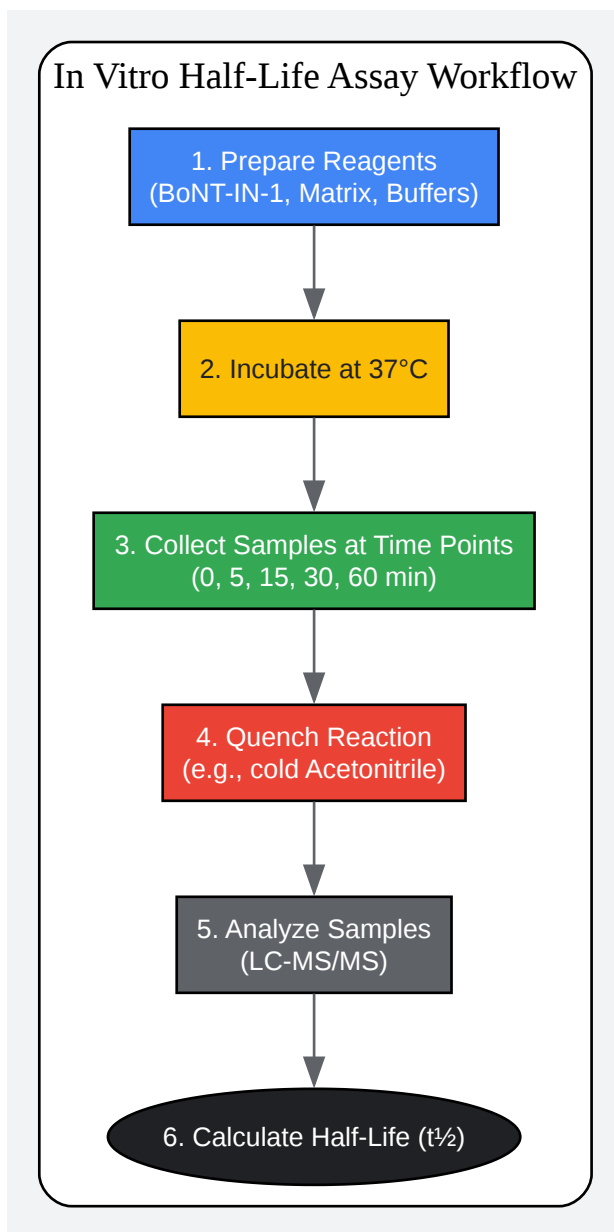 In Vitro Half-Life Assay Workflow
1. Prepare Reagents
(BoNT-IN-1, Matrix, Buffers)
2. Incubate at 37°C
3. Collect Samples at Time Points
(0, 5, 15, 30, 60 min)
4. Quench Reaction
(e.g., cold Acetonitrile)
5. Analyze Samples
(LC-MS/MS)
6. Calculate Half-Life (t½)